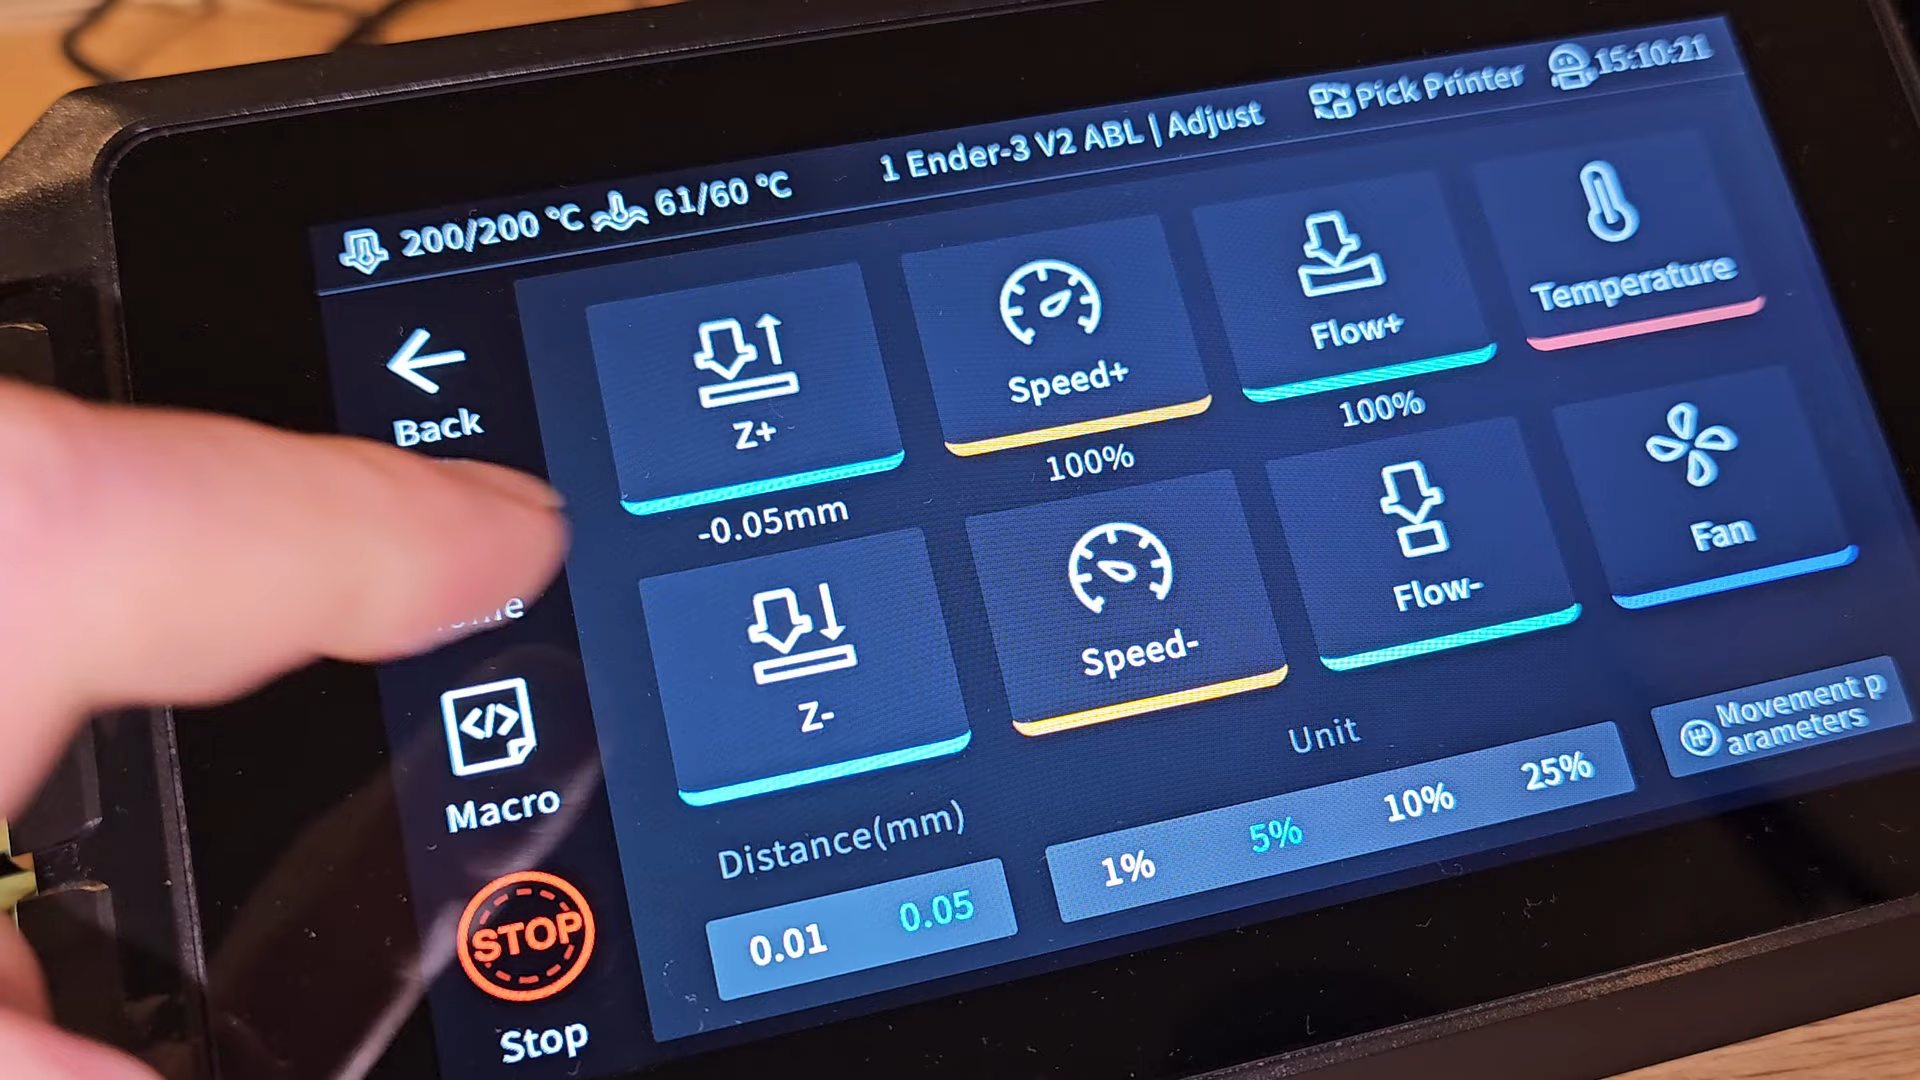 200/200 °C 61/60 °C 1 Ender-3 V2 ABL | Adjust Pick Printer 15:10:21
Back
Z+
Speed+
Flow+
Temperature
-0.05mm
100%
100%
Z-
Speed-
Flow-
Fan
Macro
STOP
Stop
Distance(mm)
0.01 0.05
Unit
1% 5% 10% 25%
Movement p
arameters